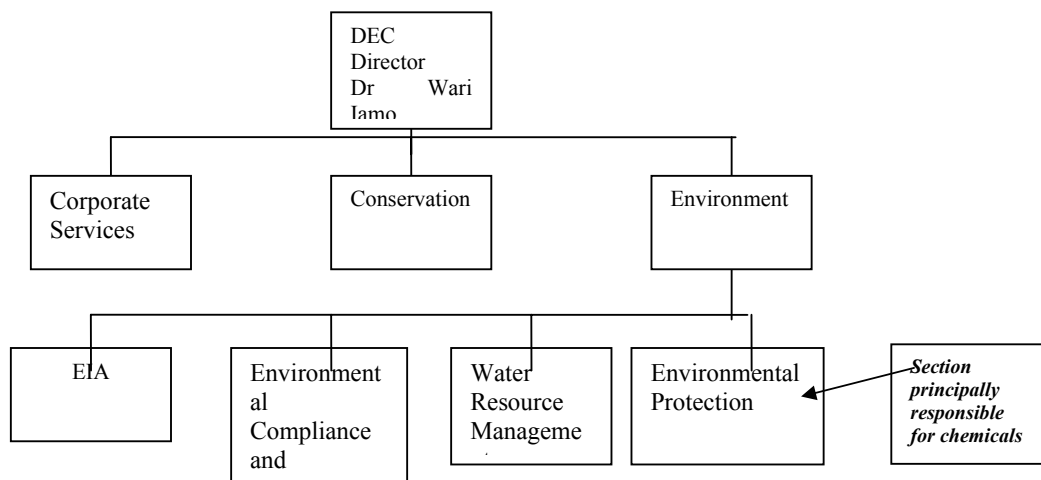 DEC
Director
Dr Wari
Iamo
Corporate
Services
Conservation
Environment
EIA
Environment
al
Compliance
and
Water
Resource
Manageme
Environmental
Protection
Section
principally
responsible
for chemicals